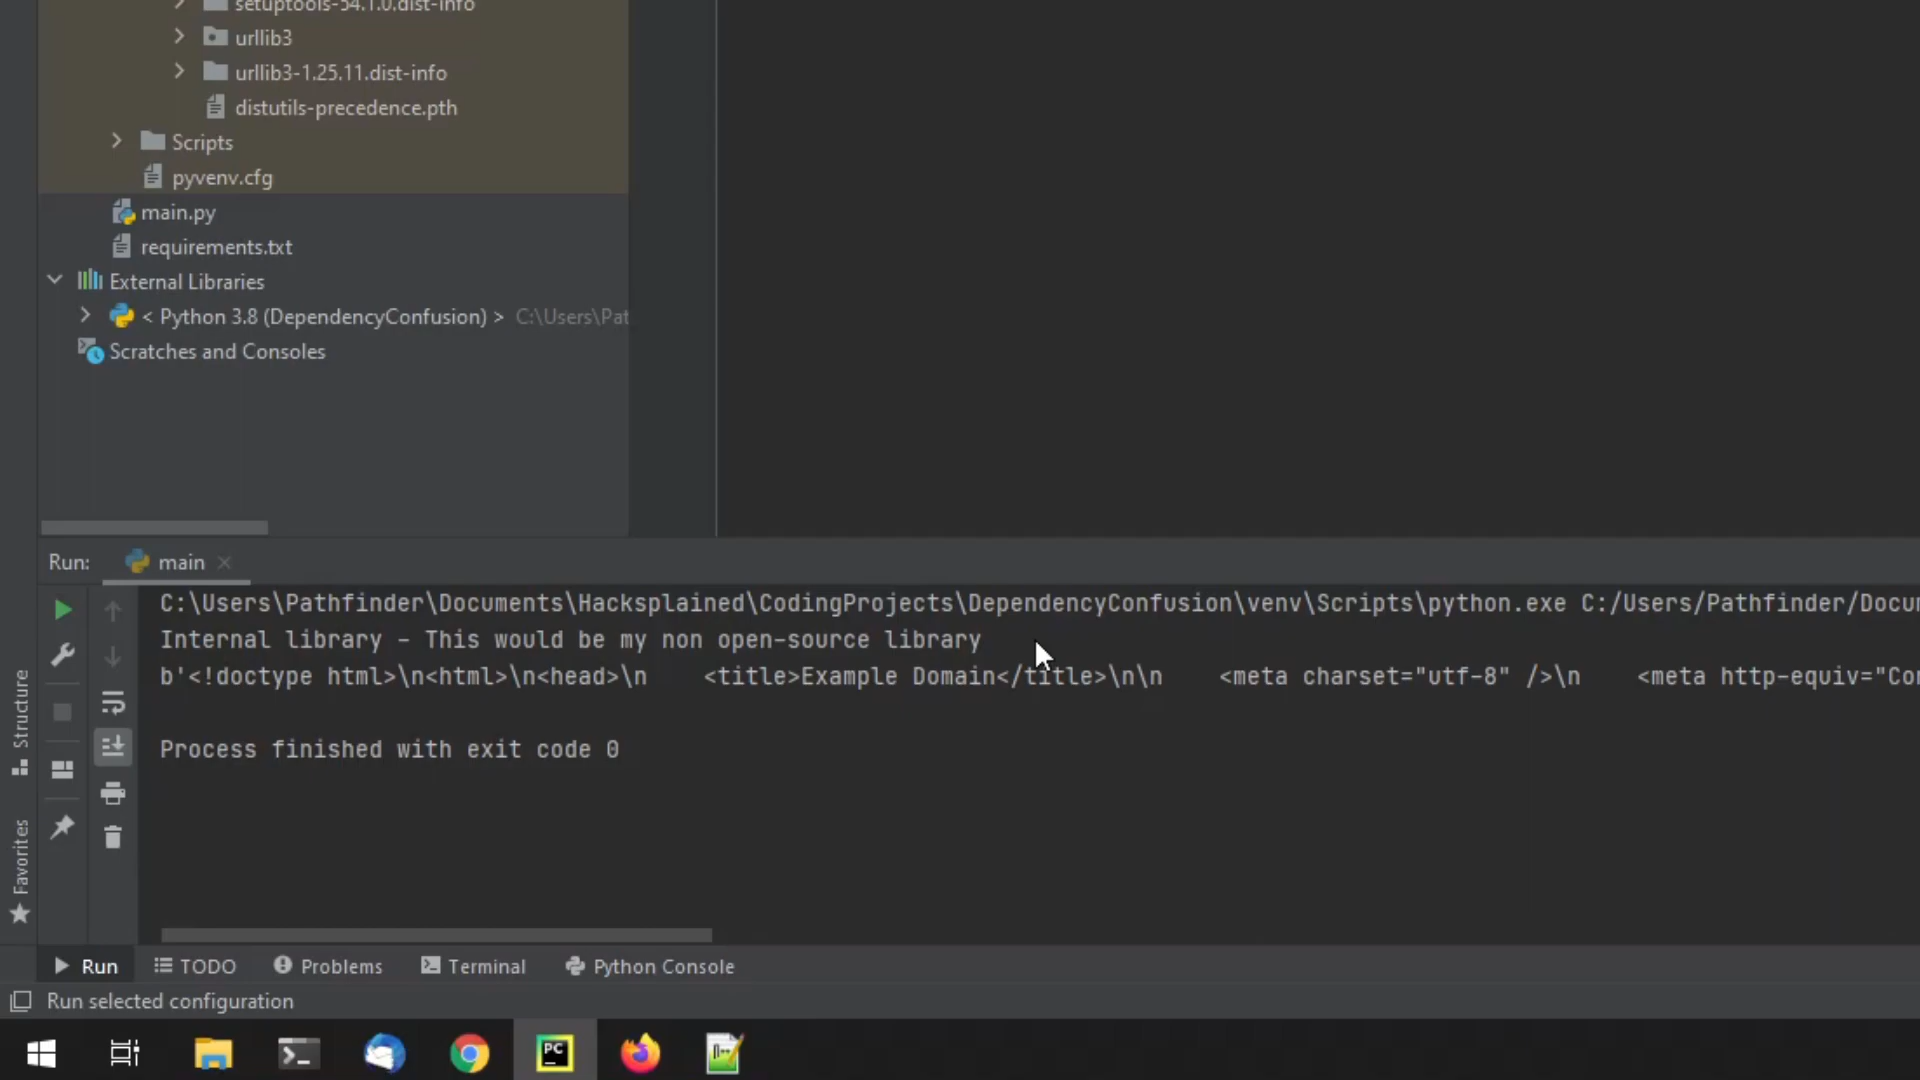 setuptools-54.1.0.dist-info
urllib3
urllib3-1.25.11.dist-info
distutils-precedence.pth
Scripts
pyvenv.cfg
main.py
requirements.txt
External Libraries
< Python 3.8 (DependencyConfusion) > C:\Users\Pat
Scratches and Consoles
Run: main
C:\Users\Pathfinder\Documents\Hacksplained\CodingProjects\DependencyConfusion\venv\Scripts\python.exe C:/Users/Pathfinder/Docu
Internal library - This would be my non open-source library
b'<!doctype html>\n<html>\n<head>\n    <title>Example Domain</title>\n\n    <meta charset="utf-8" />\n    <meta http-equiv="Con
Process finished with exit code 0
Structure
Favorites
Run TODO Problems Terminal Python Console
Run selected configuration
PC